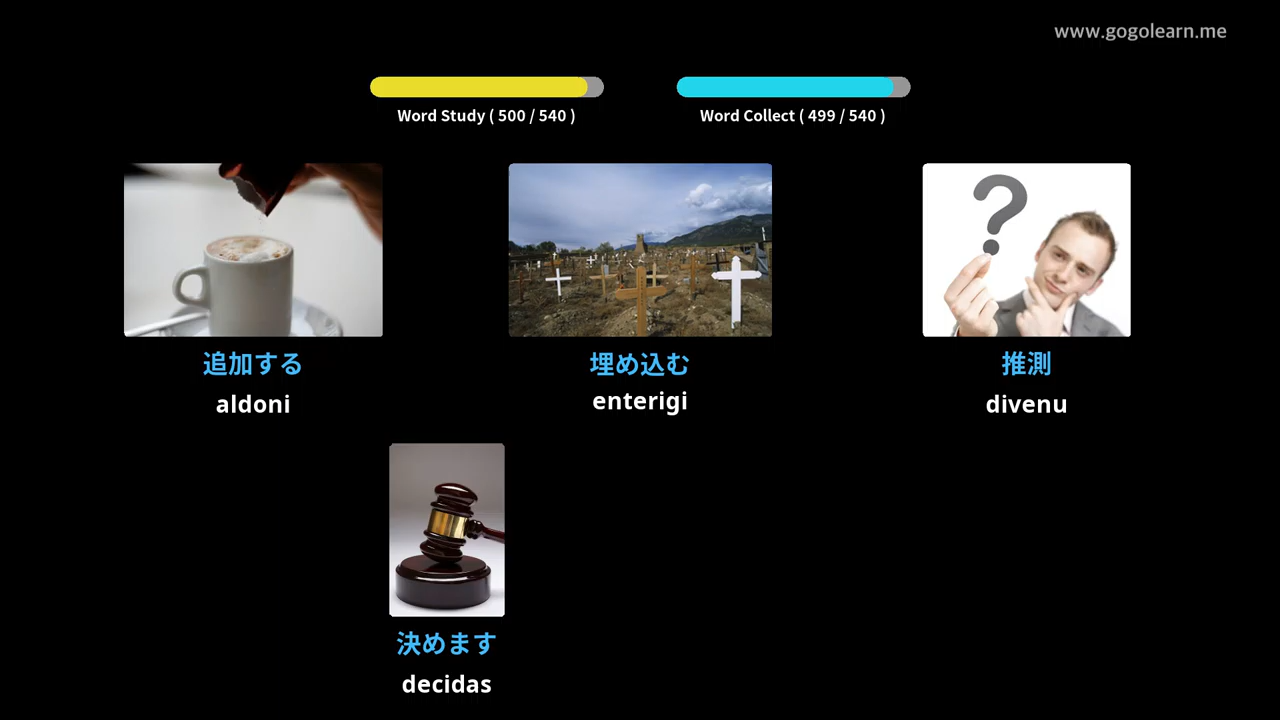 www.gogolearn.me
Word Study ( 500 / 540 )
Word Collect ( 499 / 540 )
追加する
aldoni
埋め込む
enterigi
推測
divenu
決めます
decidas